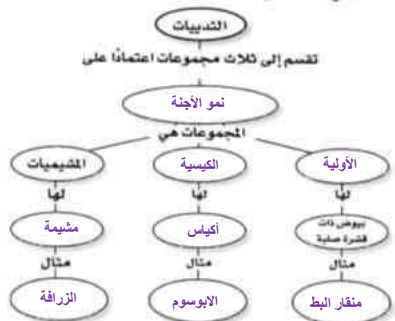 الثدييات
تقسم إلى ثلاث مجموعات اعتمادًا على
نمو الأجنة
المجموعات هي
الأولية
الكيسية
المشيميات
لها
لها
لها
بيوض ذات
قشرة صلبة
أكياس
مشيمة
مثال
مثال
مثال
منقار البط
الابوسوم
الزرافة